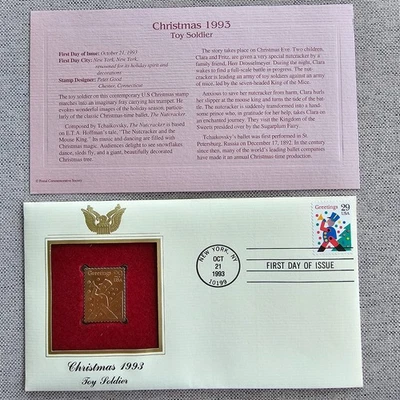 Christmas 1993
Toy Soldier
First Day of Issue: October 21, 1993
First Day City: New York, New York,
renowned for its holiday spirit and
decorations
Stamp Designer: Peter Good,
Chester, Connecticut
The toy soldier on this contemporary U.S. Christmas stamp
marches into an imaginary fray carrying his trumpet. He
evokes wonderful images of the holiday season, particu-
larly of the classic Christmas-time ballet, The Nutcracker.
Composed by Tchaikovsky, The Nutcracker is based
on E.T.A. Hoffman's tale, "The Nutcracker and the
Mouse King." Its music and dancing are filled with
Christmas magic. Audiences delight to see snowflakes
dance, sleds fly, and a giant, beautifully decorated
Christmas tree.
The story takes place on Christmas Eve. Two children,
Clara and Fritz, are given a very special nutcracker by a
family friend, Herr Drosselmeyer. During the night, Clara
wakes to find a full-scale battle in progress. The nut-
cracker is leading an army of toy soldiers against an army
of mice, led by the seven-headed King of the Mice.
Anxious to save her nutcracker from harm, Clara hurls
her slipper at the mouse king and turns the tide of the bat-
tle. The nutcracker is suddenly transformed into a hand-
some prince who, in gratitude for her help, takes Clara on
an enchanted journey. They visit the Kingdom of the
Sweets presided over by the Sugarplum Fairy.
Tchaikovsky's ballet was first performed in St.
Petersburg, Russia on December 17, 1892. In the century
since then, many of the world's leading ballet companies
have made it an annual Christmas-time production.
Greetings 29
USA
NEW YORK, NY
OCT
21
1993
10199
FIRST DAY OF ISSUE
Greetings 29
USA
Christmas 1993
Toy Soldier